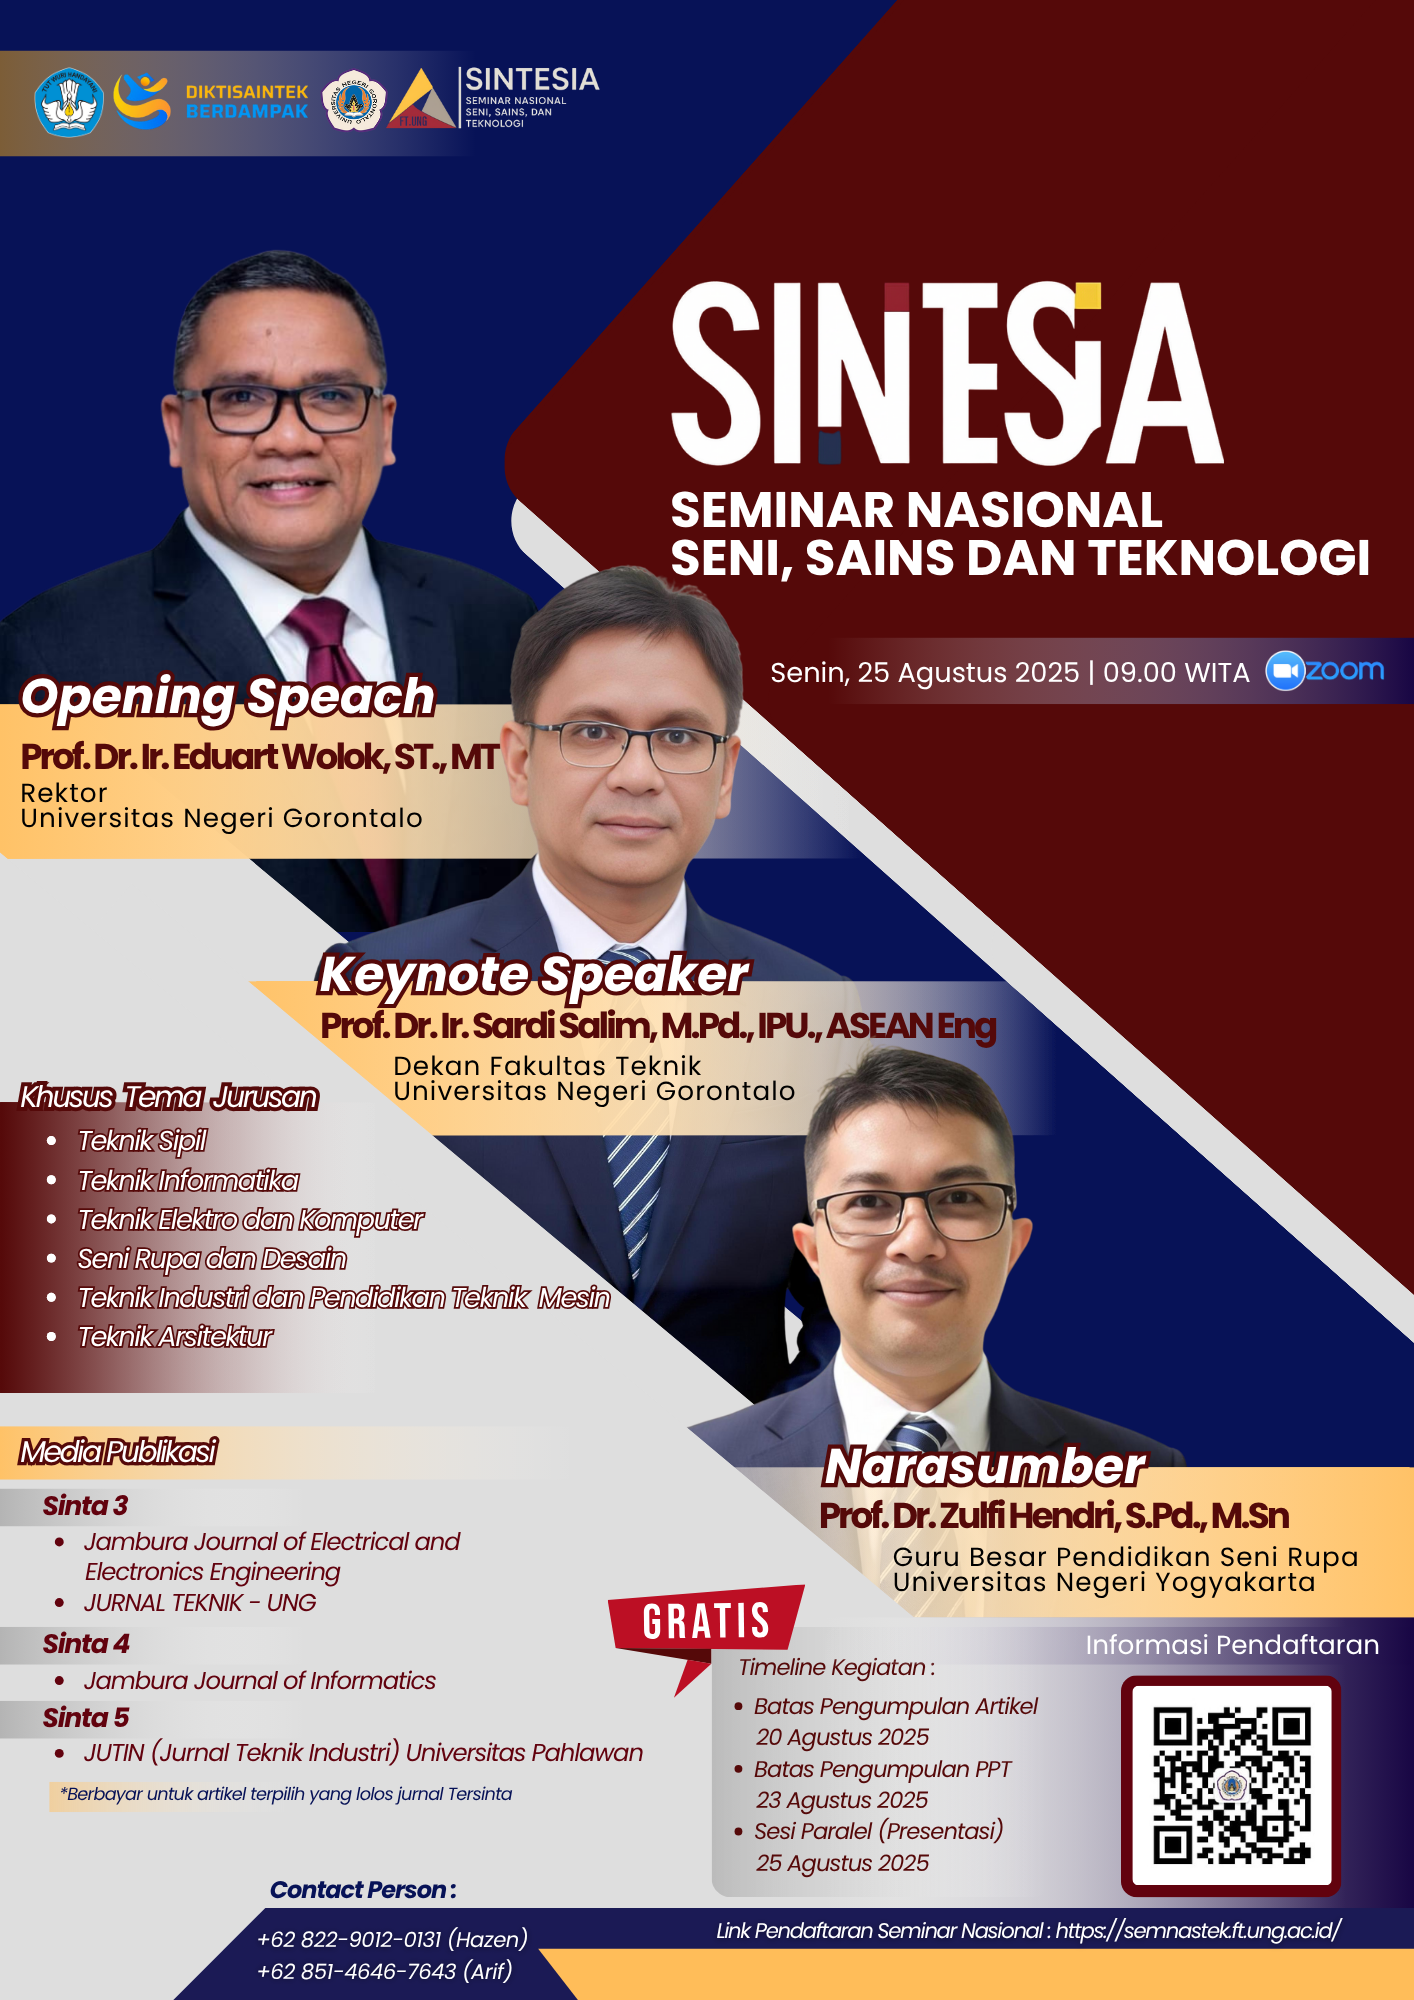 DIKTISAINTEK
BERDAMPAK
UNIVERSITAS NEGERI GORONTALO
FT.UNG
SINTESIA
SEMINAR NASIONAL
SENI, SAINS, DAN
TEKNOLOGI
SINTESIA
SEMINAR NASIONAL
SENI, SAINS DAN TEKNOLOGI
Senin, 25 Agustus 2025 | 09.00 WITA
zoom
Opening Speach
Prof. Dr. Ir. Eduart Wolok, ST., MT
Rektor
Universitas Negeri Gorontalo
Keynote Speaker
Prof. Dr. Ir. Sardi Salim, M.Pd., IPU., ASEAN Eng
Dekan Fakultas Teknik
Universitas Negeri Gorontalo
Khusus Tema Jurusan
• Teknik Sipil
• Teknik Informatika
• Teknik Elektro dan Komputer
• Seni Rupa dan Desain
• Teknik Industri dan Pendidikan Teknik Mesin
• Teknik Arsitektur
Narasumber
Prof. Dr. Zulfi Hendri, S.Pd., M.Sn
Guru Besar Pendidikan Seni Rupa
Universitas Negeri Yogyakarta
Media Publikasi
Sinta 3
• Jambura Journal of Electrical and
Electronics Engineering
• JURNAL TEKNIK - UNG
Sinta 4
• Jambura Journal of Informatics
Sinta 5
• JUTIN (Jurnal Teknik Industri) Universitas Pahlawan
*Berbayar untuk artikel terpilih yang lolos jurnal Tersinta
GRATIS
Timeline Kegiatan :
• Batas Pengumpulan Artikel
20 Agustus 2025
• Batas Pengumpulan PPT
23 Agustus 2025
• Sesi Paralel (Presentasi)
25 Agustus 2025
Informasi Pendaftaran
Contact Person :
+62 822-9012-0131 (Hazen)
+62 851-4646-7643 (Arif)
Link Pendaftaran Seminar Nasional : https://semnastek.ft.ung.ac.id/